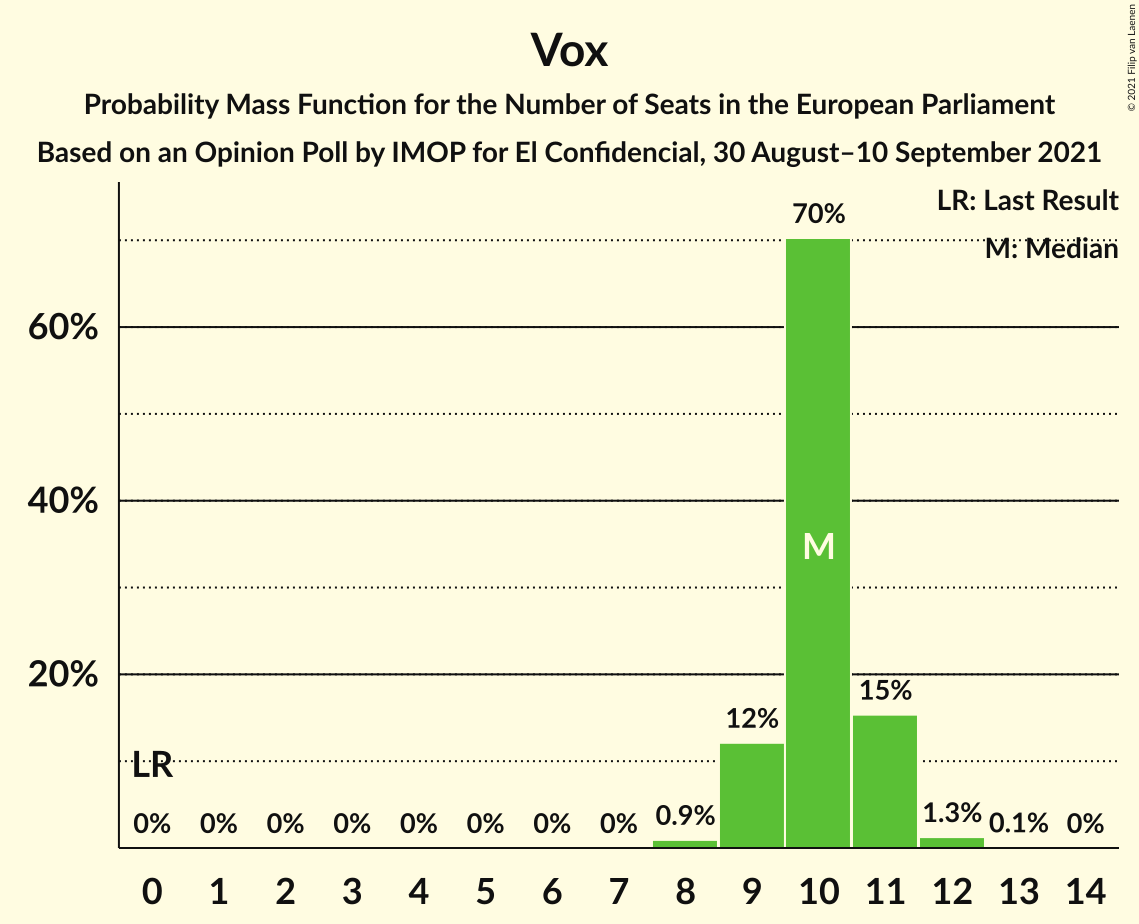 Vox
Probability Mass Function for the Number of Seats in the European Parliament
Based on an Opinion Poll by IMOP for El Confidencial, 30 August–10 September 2021
© 2021 Filip van Laenen
LR: Last Result
M: Median
70%
60%
40%
M
20%
15%
12%
LR
0% 0% 0% 0% 0% 0% 0% 0% 0.9% 1.3% 0.1% 0%
0 1 2 3 4 5 6 7 8 9 10 11 12 13 14